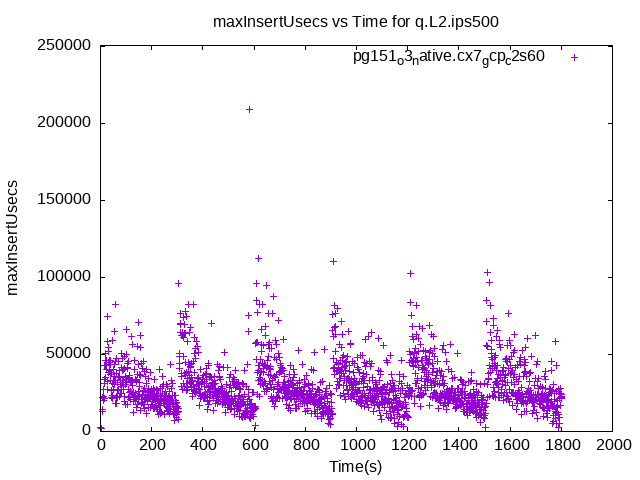 maxInsertUsecs vs Time for q.L2.ips500
pg151o3native.cx7gcpc2s60
250000
200000
150000
100000
50000
0
maxInsertUsecs
0 200 400 600 800 1000 1200 1400 1600 1800 2000
Time(s)